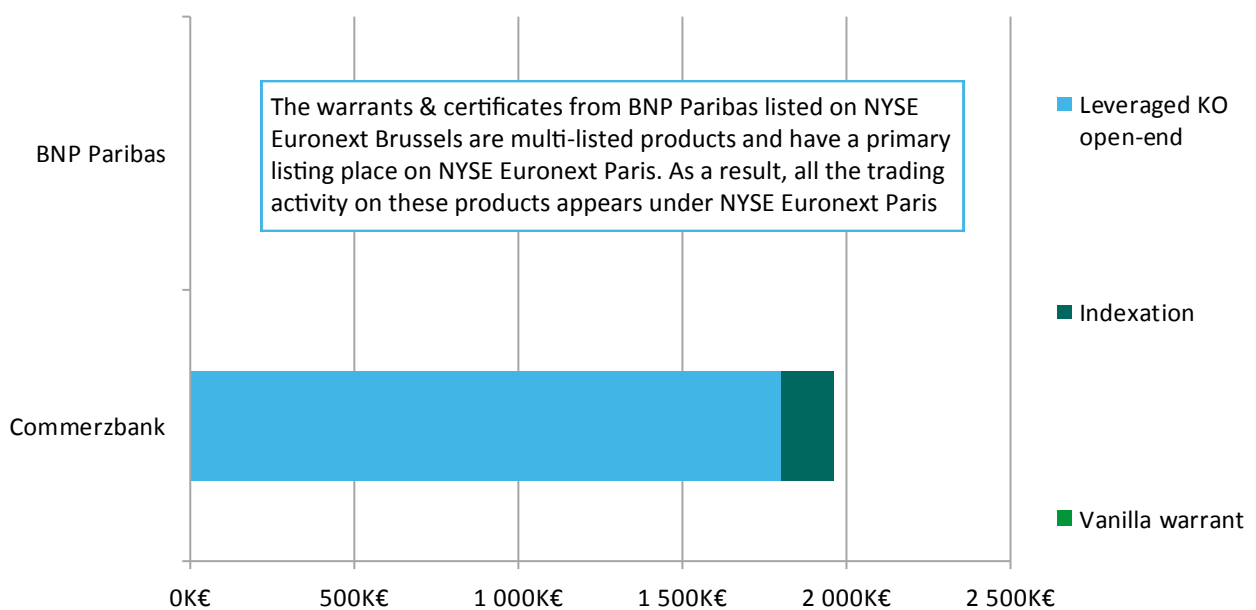 BNP Paribas
The warrants & certificates from BNP Paribas listed on NYSE
Euronext Brussels are multi-listed products and have a primary
listing place on NYSE Euronext Paris. As a result, all the trading
activity on these products appears under NYSE Euronext Paris
Leveraged KO
open-end
Indexation
Commerzbank
Vanilla warrant
0K€ 500K€ 1 000K€ 1 500K€ 2 000K€ 2 500K€